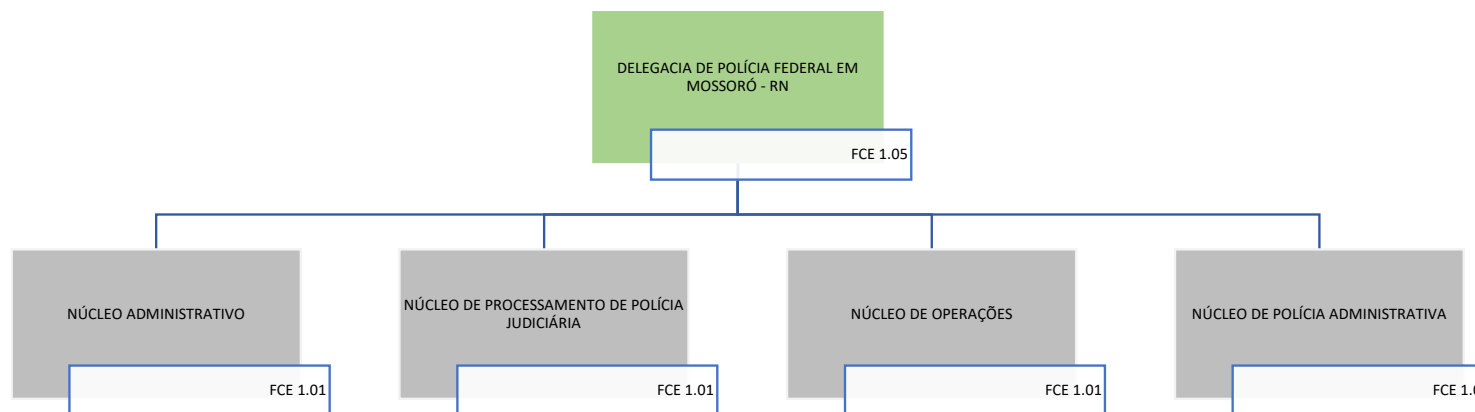 DELEGACIA DE POLÍCIA FEDERAL EM
MOSSORÓ - RN
FCE 1.05
NÚCLEO ADMINISTRATIVO
FCE 1.01
NÚCLEO DE PROCESSAMENTO DE POLÍCIA
JUDICIÁRIA
FCE 1.01
NÚCLEO DE OPERAÇÕES
FCE 1.01
NÚCLEO DE POLÍCIA ADMINISTRATIVA
FCE